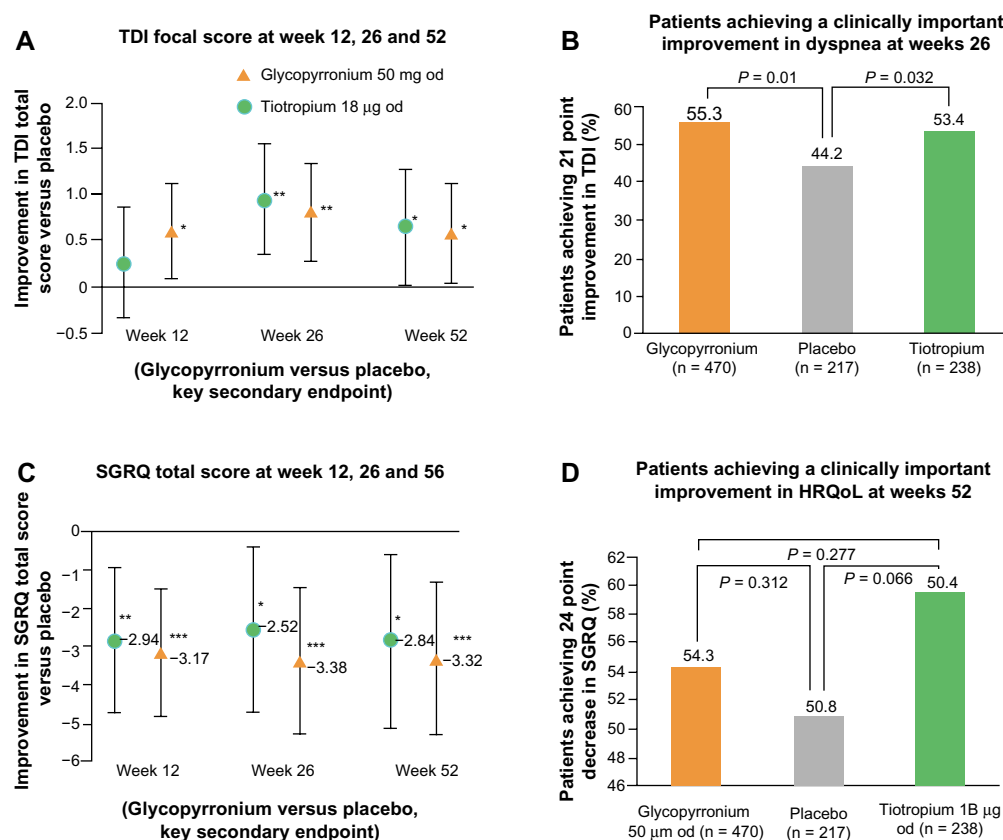 A
TDI focal score at week 12, 26 and 52
Glycopyrronium 50 mg od
Tiotropium 18 μg od
Improvement in TDI total
score versus placebo
2.0
1.5
1.0
0.5
0
−0.5
*
**
**
*
*
Week 12
Week 26
Week 52
(Glycopyrronium versus placebo,
key secondary endpoint)
B
Patients achieving a clinically important
improvement in dyspnea at weeks 26
P = 0.01
P = 0.032
Patients achieving 21 point
improvement in TDI (%)
60
50
40
30
60
20
10
0
55.3
44.2
53.4
Glycopyrronium
(n = 470)
Placebo
(n = 217)
Tiotropium
(n = 238)
C
SGRQ total score at week 12, 26 and 56
Improvement in SGRQ total score
versus placebo
0
−1
−2
−3
−4
−5
−6
**
−2.94
***
−3.17
*
−2.52
***
−3.38
*
−2.84
***
−3.32
Week 12
Week 26
Week 52
(Glycopyrronium versus placebo,
key secondary endpoint)
D
Patients achieving a clinically important
improvement in HRQoL at weeks 52
P = 0.277
P = 0.312
P = 0.066
Patients achieving 24 point
decrease in SGRQ (%)
62
60
58
56
54
52
50
48
46
54.3
50.8
50.4
Glycopyrronium
50 μm od (n = 470)
Placebo
(n = 217)
Tiotropium 1B μg
od (n = 238)